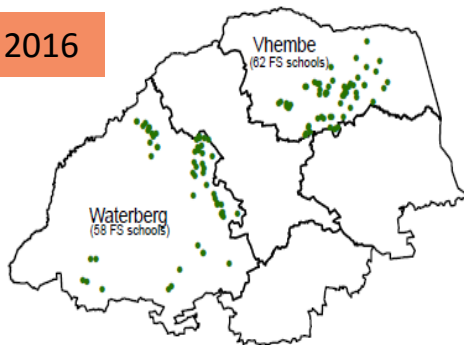 2016
Vhembe
(62 FS schools)
Waterberg
(58 FS schools)